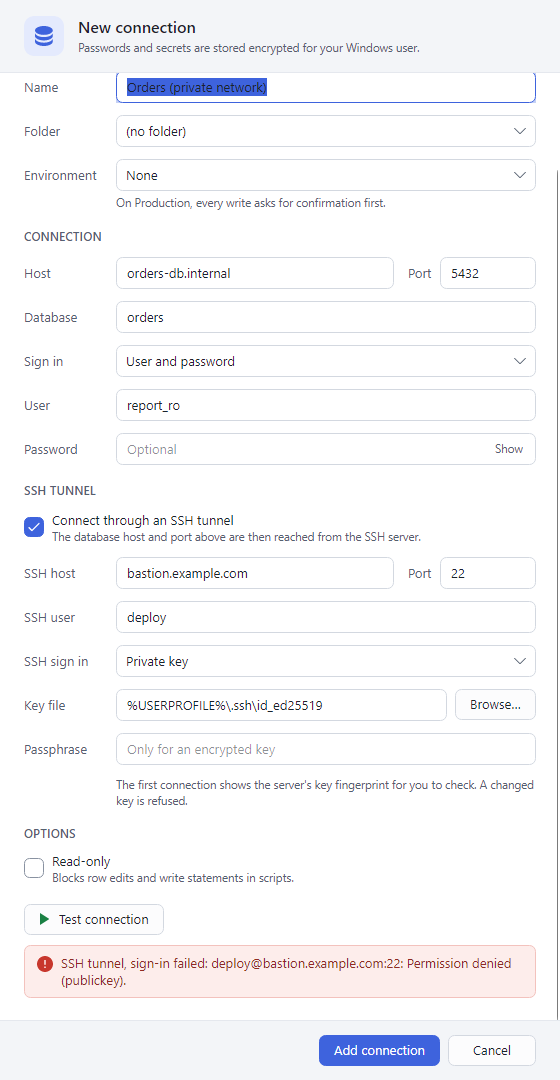 New connection
Passwords and secrets are stored encrypted for your Windows user.
Name
Orders (private network)
Folder
(no folder)
Environment
None
On Production, every write asks for confirmation first.
CONNECTION
Host
orders-db.internal
Port
5432
Database
orders
Sign in
User and password
User
report_ro
Password
Optional
Show
SSH TUNNEL
Connect through an SSH tunnel
The database host and port above are then reached from the SSH server.
SSH host
bastion.example.com
Port
22
SSH user
deploy
SSH sign in
Private key
Key file
%USERPROFILE%\.ssh\id_ed25519
Browse...
Passphrase
Only for an encrypted key
The first connection shows the server's key fingerprint for you to check. A changed
key is refused.
OPTIONS
Read-only
Blocks row edits and write statements in scripts.
Test connection
SSH tunnel, sign-in failed: deploy@bastion.example.com:22: Permission denied
(publickey).
Add connection
Cancel